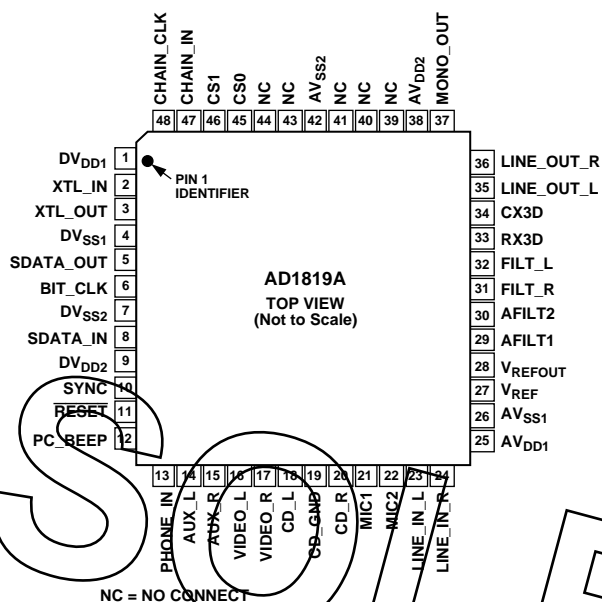 CHAIN_CLK
CHAIN_IN
CS1
CS0
NC
NC
AVSS2
NC
NC
NC
AVDD2
MONO_OUT
48 47 46 45 44 43 42 41 40 39 38 37
DVDD1 1
XTL_IN 2
XTL_OUT 3
DVSS1 4
SDATA_OUT 5
BIT_CLK 6
DVSS2 7
SDATA_IN 8
DVDD2 9
SYNC 10
RESET 11
PC_BEEP 12
PIN 1
IDENTIFIER
AD1819A
TOP VIEW
(Not to Scale)
36 LINE_OUT_R
35 LINE_OUT_L
34 CX3D
33 RX3D
32 FILT_L
31 FILT_R
30 AFILT2
29 AFILT1
28 VREFOUT
27 VREF
26 AVSS1
25 AVDD1
13 14 15 16 17 18 19 20 21 22 23 24
PHONE_IN
AUX_L
AUX_R
VIDEO_L
VIDEO_R
CD_L
CD_GND
CD_R
MIC1
MIC2
LINE_IN_L
LINE_IN_R
NC = NO CONNECT
S O